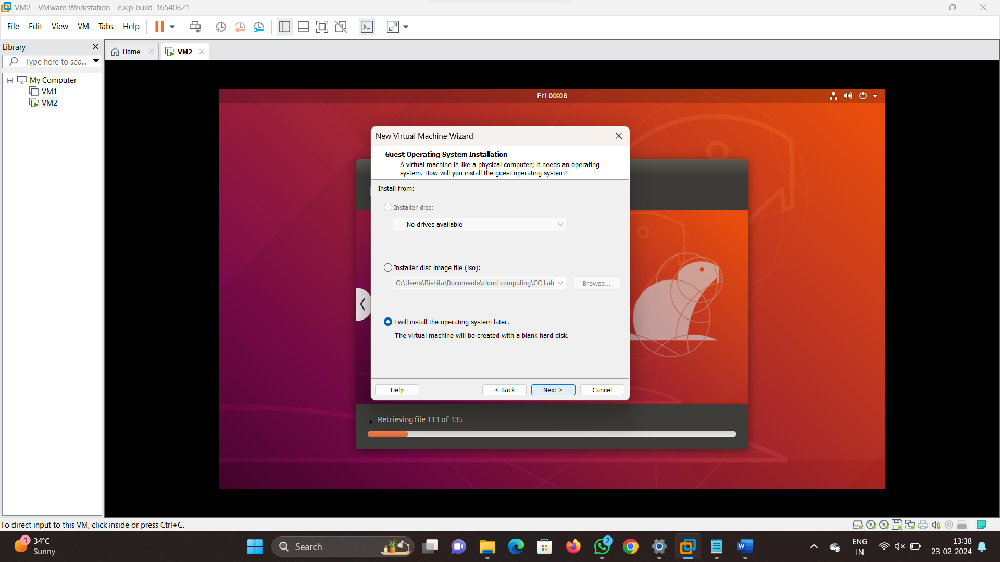 VM2 - VMware Workstation - e.x.p build-16540321
File Edit View VM Tabs Help
Library
Home
VM2
Type here to sea...
My Computer
VM1
VM2
Fri 00:08
New Virtual Machine Wizard
Guest Operating System Installation
A virtual machine is like a physical computer; it needs an operating
system. How will you install the guest operating system?
Install from:
Installer disc:
No drives available
Installer disc image file (iso):
C:\Users\Rishita\Documents\cloud computing\CC Lab
Browse...
I will install the operating system later.
The virtual machine will be created with a blank hard disk.
Help
< Back
Next >
Cancel
Retrieving file 113 of 135
To direct input to this VM, click inside or press Ctrl+G.
1
34°C
Sunny
Search
2
W
ENG
IN
13:38
23-02-2024